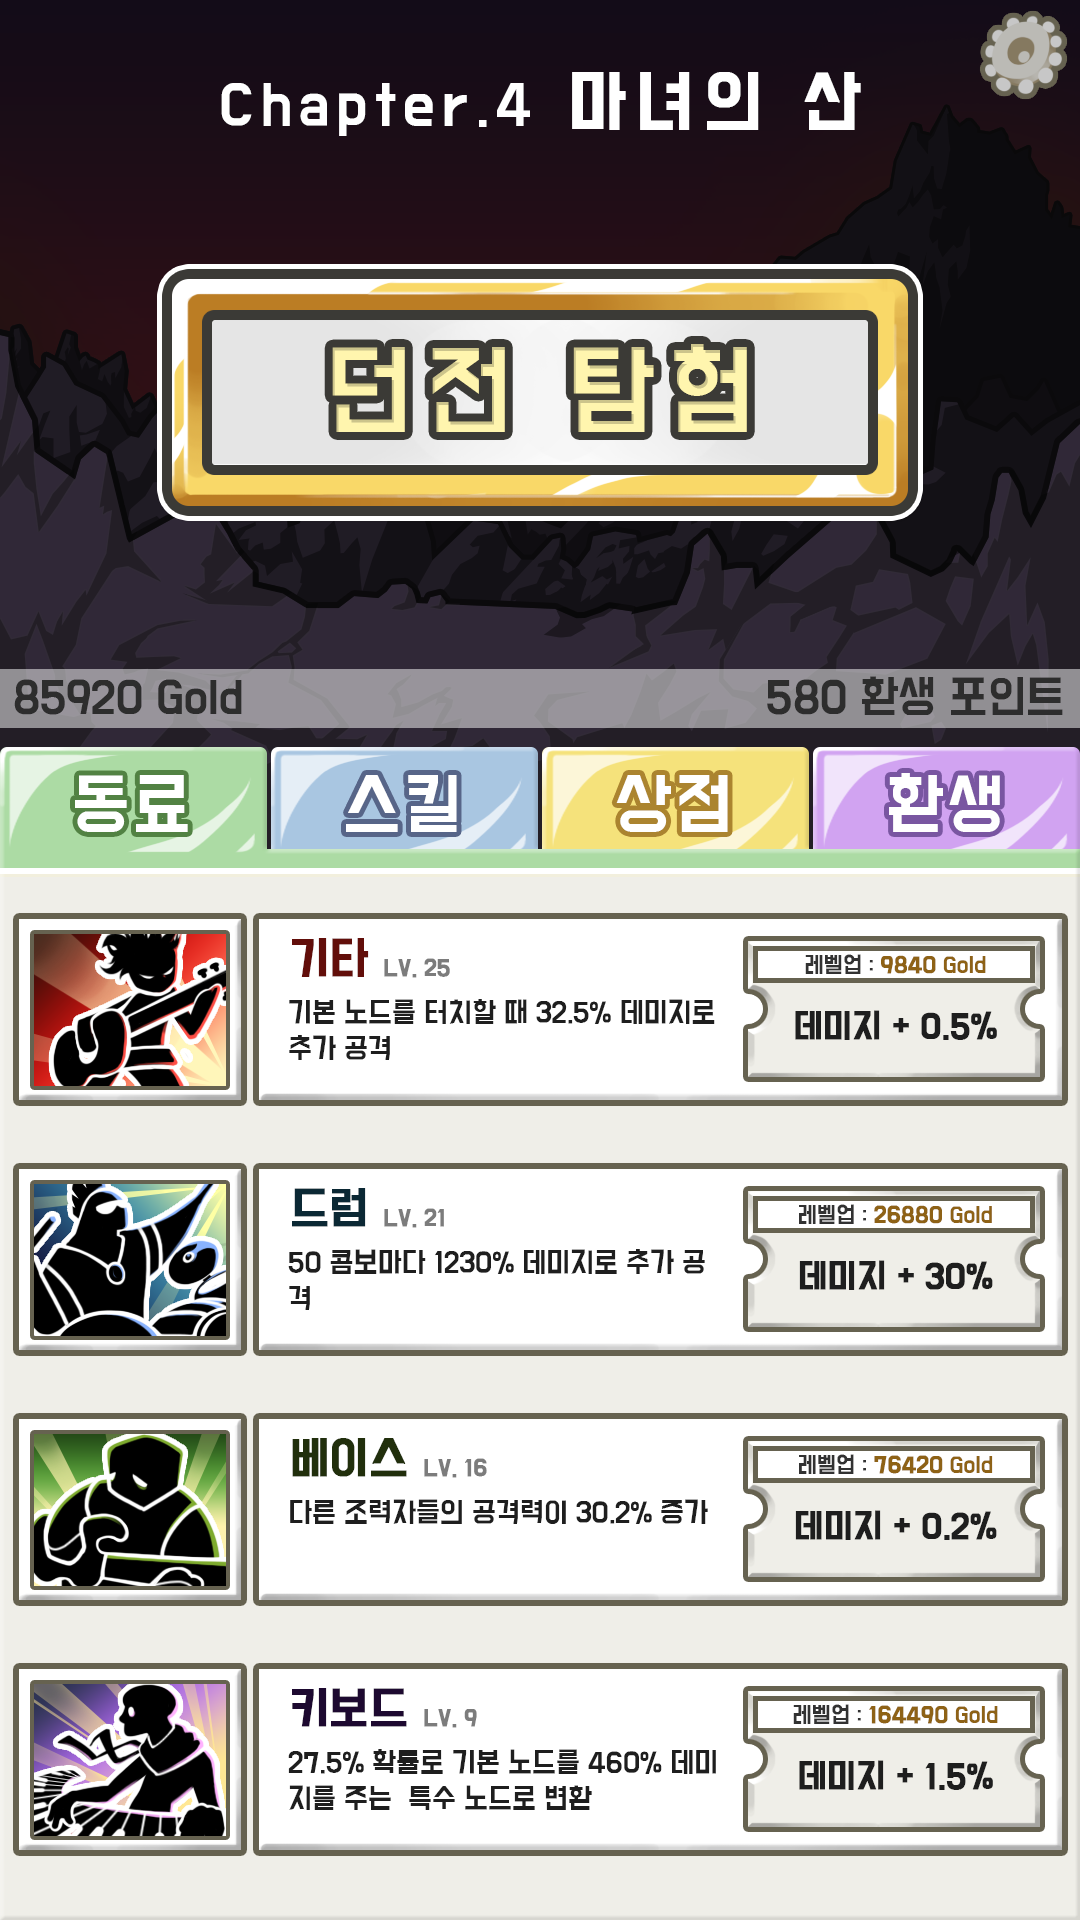 Chapter.4 마녀의 산
던전 탐험
85920 Gold
580 환생 포인트
동료
스킬
상점
환생
기타 LV. 25
기본 노드를 터치할 때 32.5% 데미지로
추가 공격
레벨업 : 9840 Gold
데미지 + 0.5%
드럼 LV. 21
50 콤보마다 1230% 데미지로 추가 공
격
레벨업 : 26880 Gold
데미지 + 30%
베이스 LV. 16
다른 조력자들의 공격력이 30.2% 증가
레벨업 : 76420 Gold
데미지 + 0.2%
키보드 LV. 9
27.5% 확률로 기본 노드를 460% 데미
지를 주는  특수 노드로 변환
레벨업 : 164490 Gold
데미지 + 1.5%